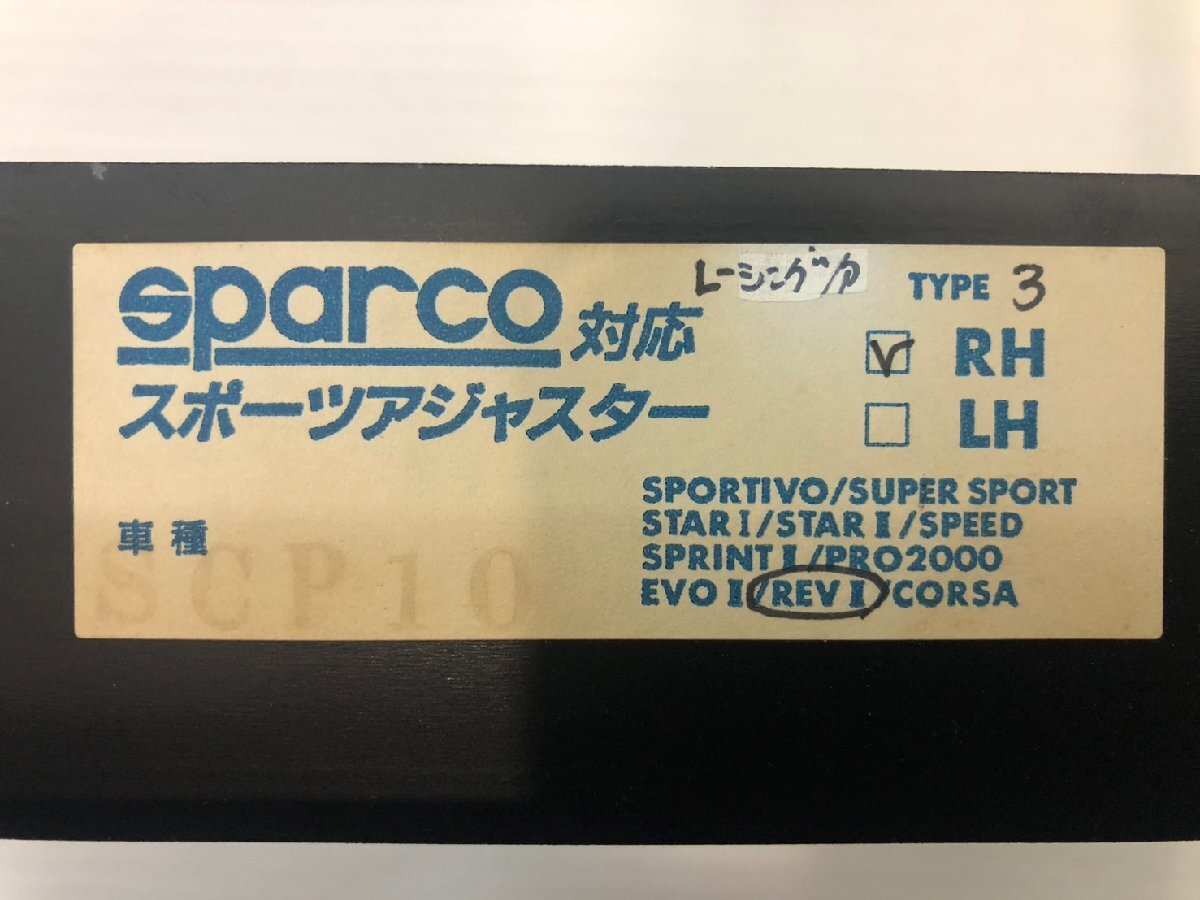 sparco 対応
スポーツアジャスター
車種
SCP10
レーシング
TYPE 3
RH
LH
SPORTIVO/SUPER SPORT
STAR I/STAR II/SPEED
SPRINT II/PRO2000
EVO II/REV II/CORSA